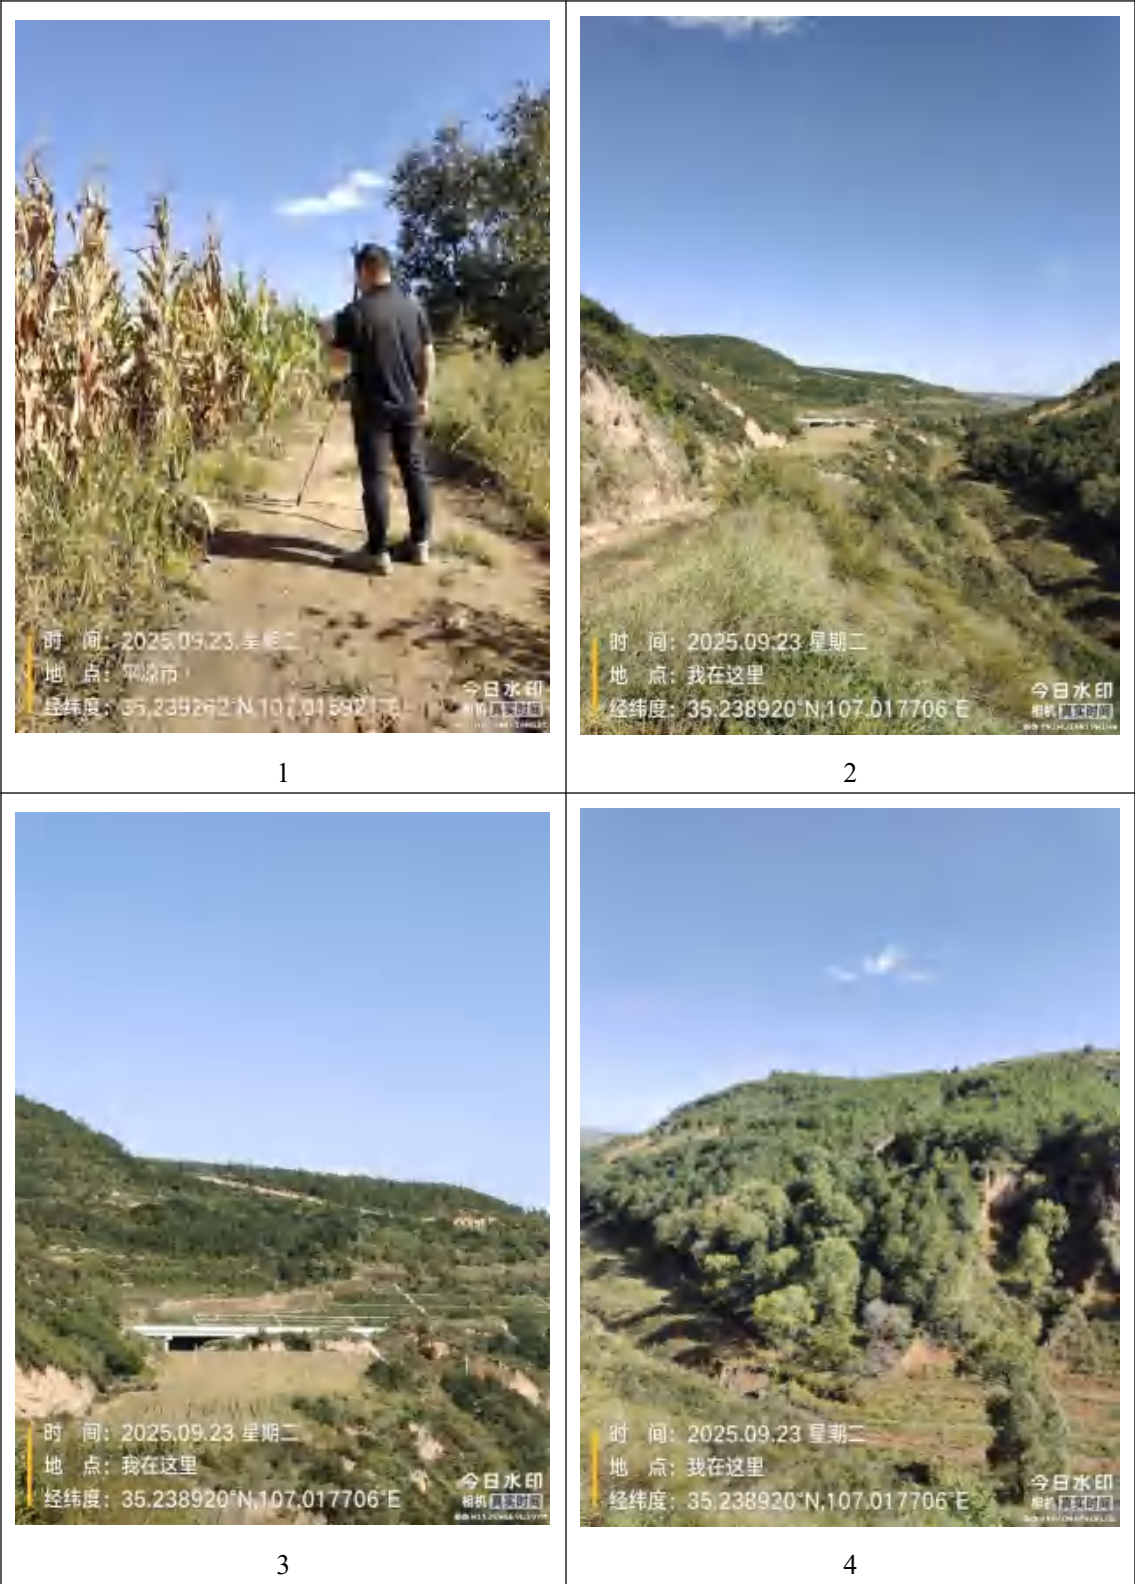 时 间: 2025.09.23 星期二
地 点: 平凉市
经纬度: 35.239262°N,107.015921°E
今日水印
相机 真实时间
1
时 间: 2025.09.23 星期二
地 点: 我在这里
经纬度: 35.238920°N,107.017706°E
今日水印
相机 真实时间
2
时 间: 2025.09.23 星期二
地 点: 我在这里
经纬度: 35.238920°N,107.017706°E
今日水印
相机 真实时间
3
时 间: 2025.09.23 星期二
地 点: 我在这里
经纬度: 35.238920°N,107.017706°E
今日水印
相机 真实时间
4